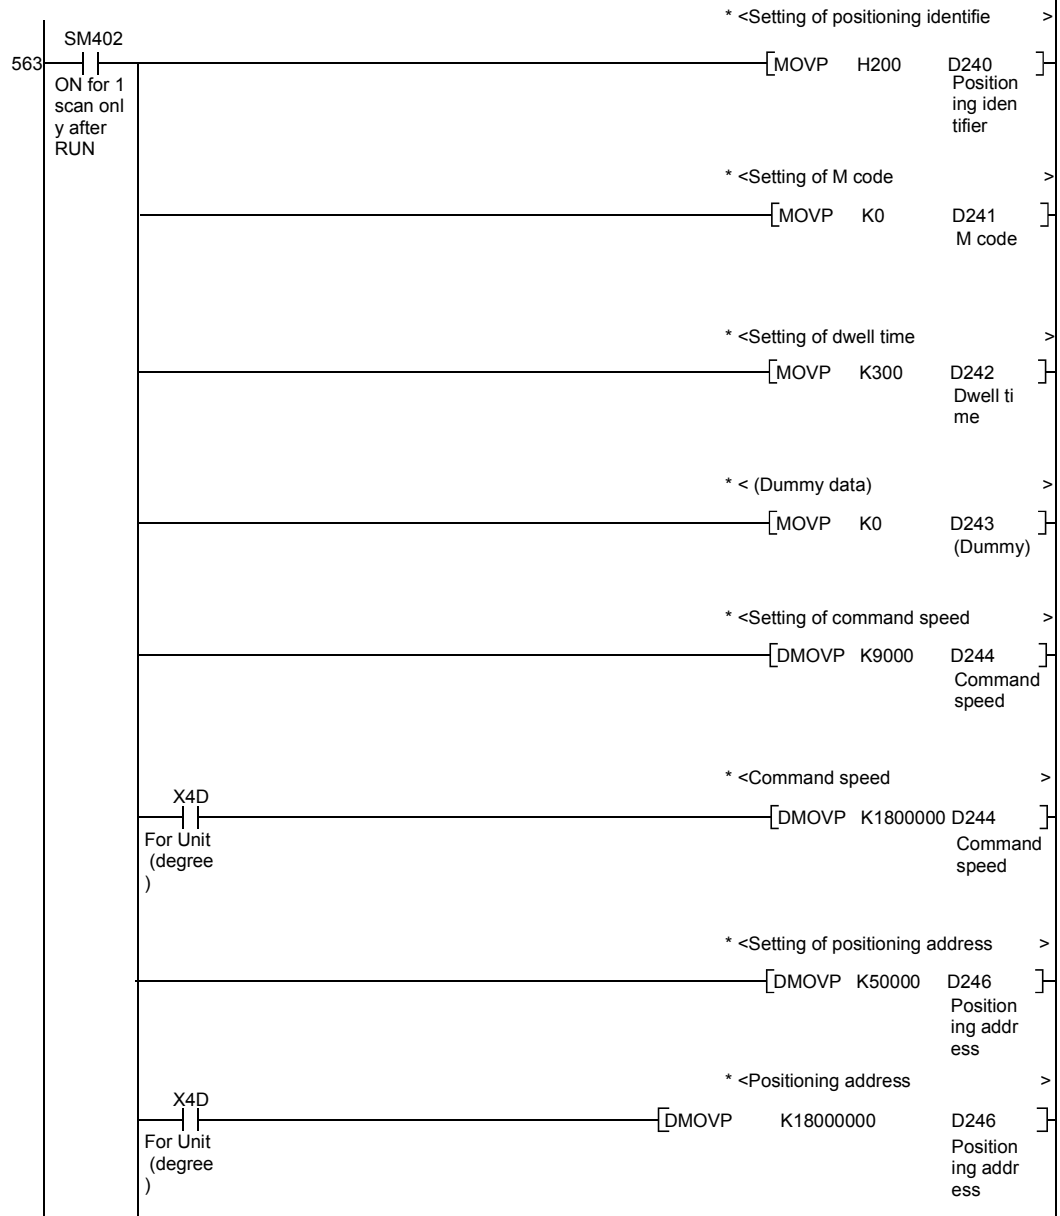 * <Setting of positioning identifie >
SM402
563
[MOVP H200 D240 ]
ON for 1
scan onl
y after
RUN
Position
ing iden
tifier
* <Setting of M code >
[MOVP K0 D241 ]
M code
* <Setting of dwell time >
[MOVP K300 D242 ]
Dwell ti
me
* < (Dummy data) >
[MOVP K0 D243 ]
(Dummy)
* <Setting of command speed >
[DMOVP K9000 D244 ]
Command
speed
* <Command speed >
X4D
[DMOVP K1800000 D244 ]
For Unit
(degree
)
Command
speed
* <Setting of positioning address >
[DMOVP K50000 D246 ]
Position
ing addr
ess
* <Positioning address >
X4D
[DMOVP K18000000 D246 ]
For Unit
(degree
)
Position
ing addr
ess